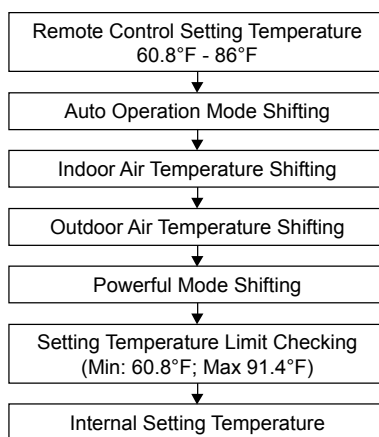 Remote Control Setting Temperature
60.8°F - 86°F
Auto Operation Mode Shifting
Indoor Air Temperature Shifting
Outdoor Air Temperature Shifting
Powerful Mode Shifting
Setting Temperature Limit Checking
(Min: 60.8°F; Max 91.4°F)
Internal Setting Temperature